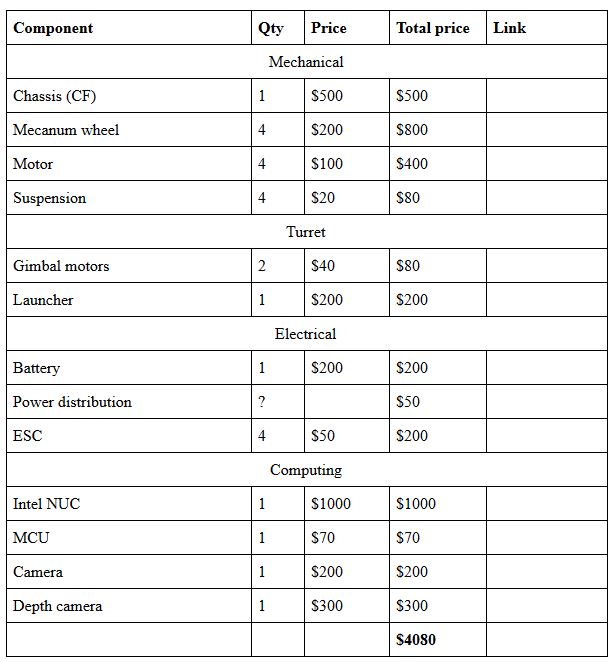 Component Qty Price Total price Link
Mechanical
Chassis (CF) 1 $500 $500
Mecanum wheel 4 $200 $800
Motor 4 $100 $400
Suspension 4 $20 $80
Turret
Gimbal motors 2 $40 $80
Launcher 1 $200 $200
Electrical
Battery 1 $200 $200
Power distribution ? $50
ESC 4 $50 $200
Computing
Intel NUC 1 $1000 $1000
MCU 1 $70 $70
Camera 1 $200 $200
Depth camera 1 $300 $300
$4080